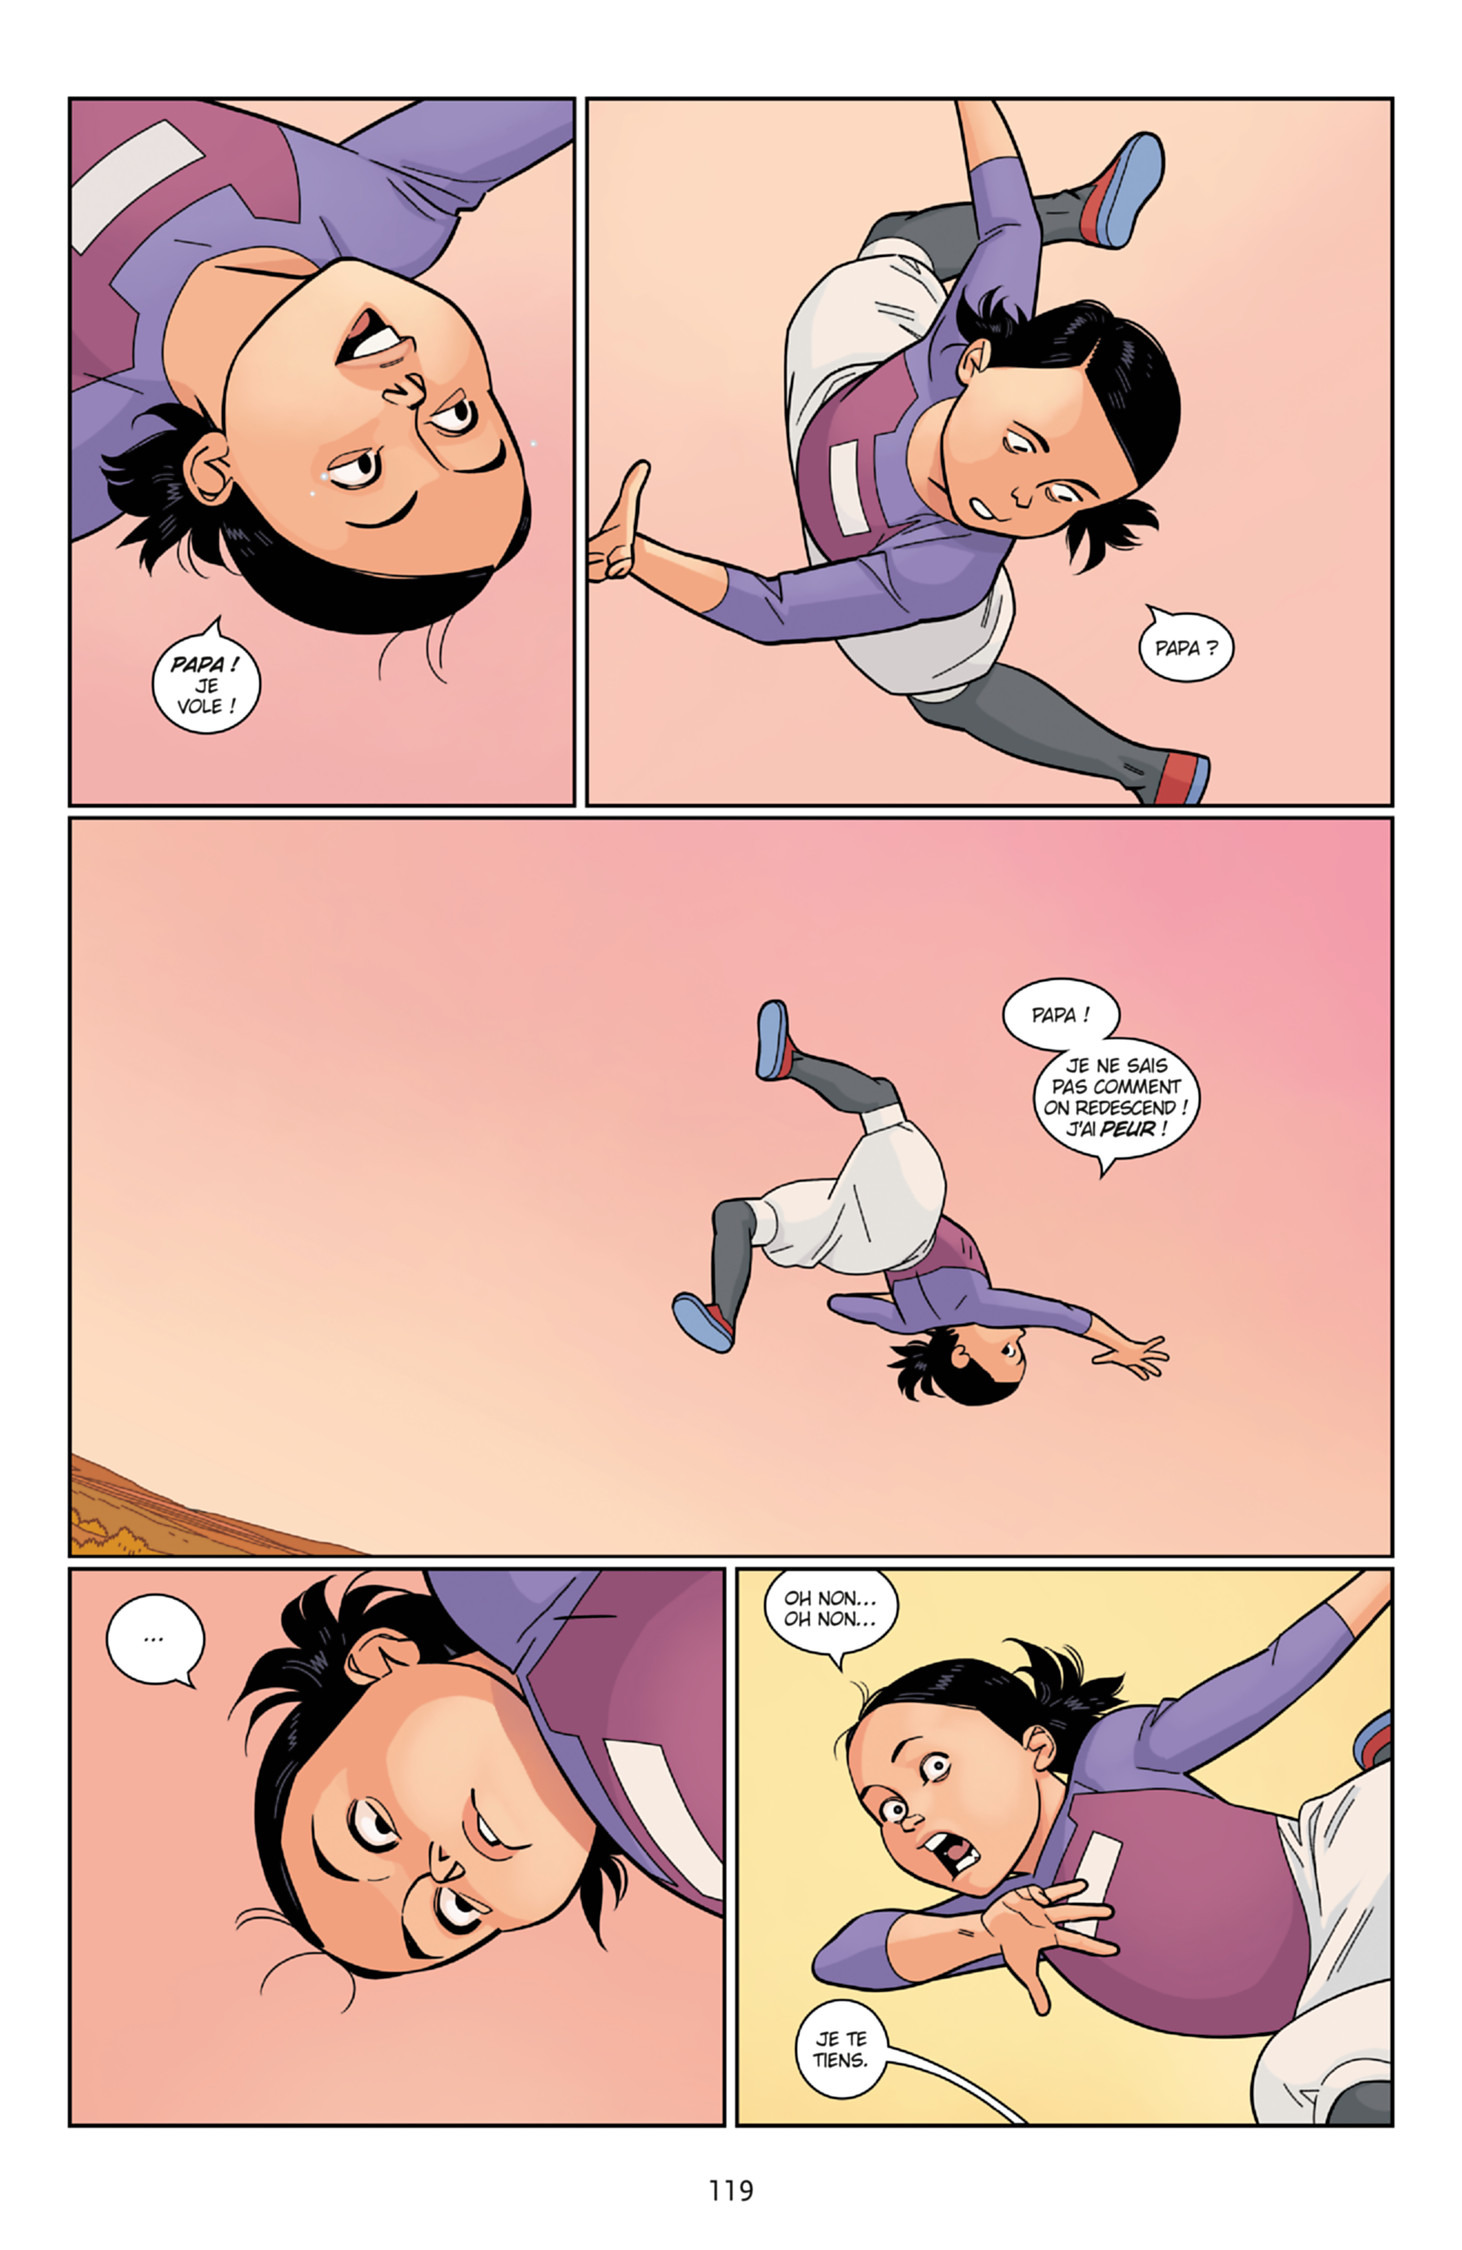 PAPA !
JE
VOLE !
PAPA ?
PAPA !
JE NE SAIS
PAS COMMENT
ON REDESCEND !
J'AI PEUR !
...
OH NON...
OH NON...
JE TE
TIENS.
119